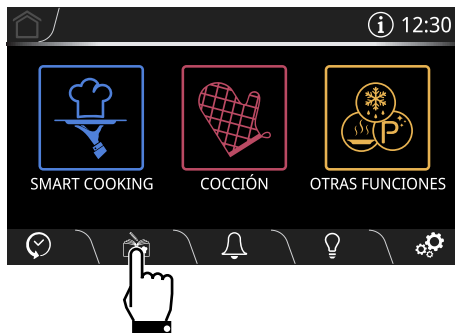 12:30
SMART COOKING
COCCIÓN
OTRAS FUNCIONES
P